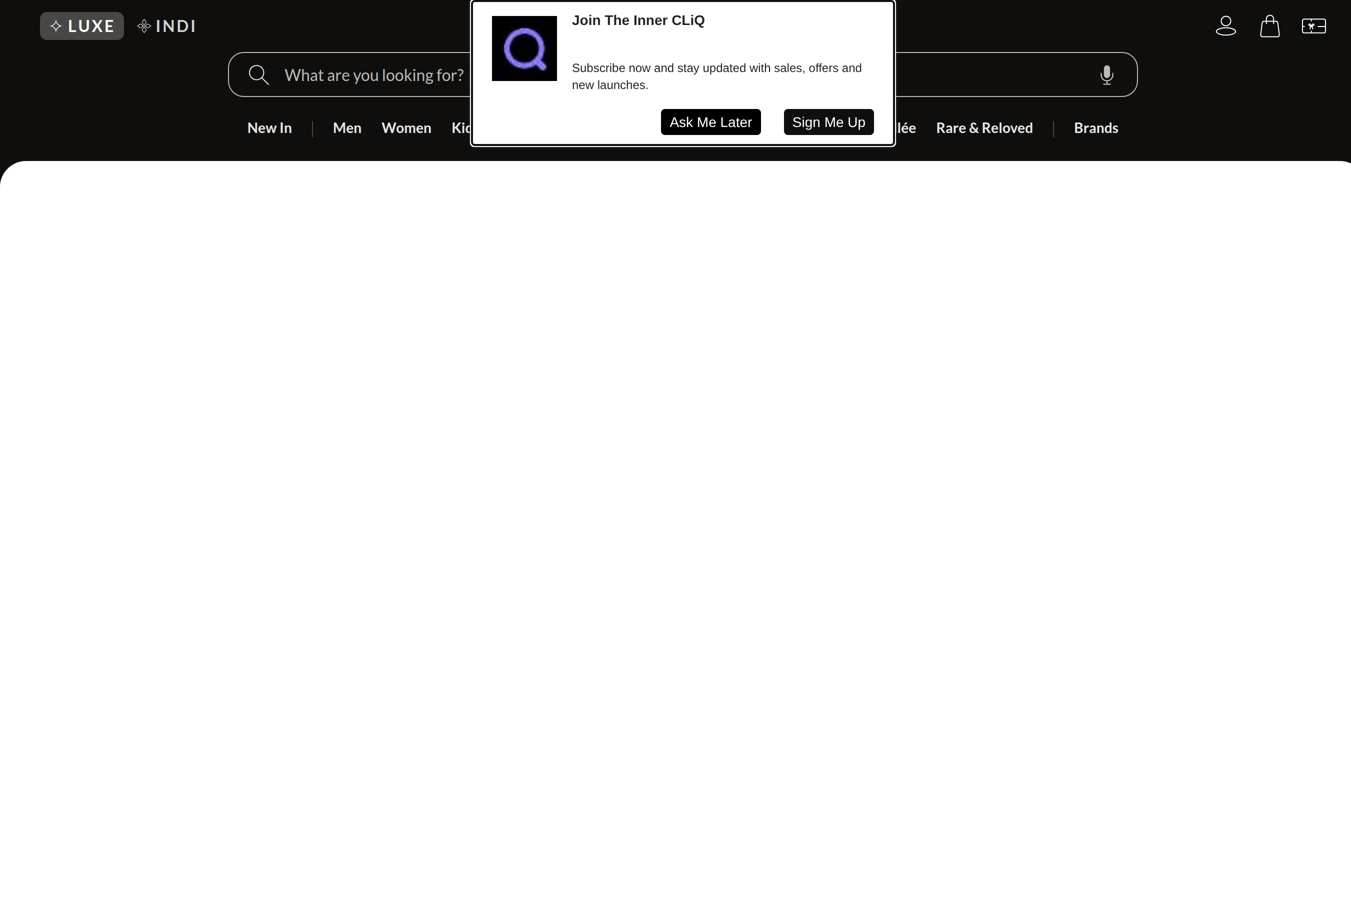 LUXE
INDI
Join The Inner CLiQ
What are you looking for?
Subscribe now and stay updated with sales, offers and
new launches.
Ask Me Later
Sign Me Up
New In
Men
Women
Rare & Reloved
Brands